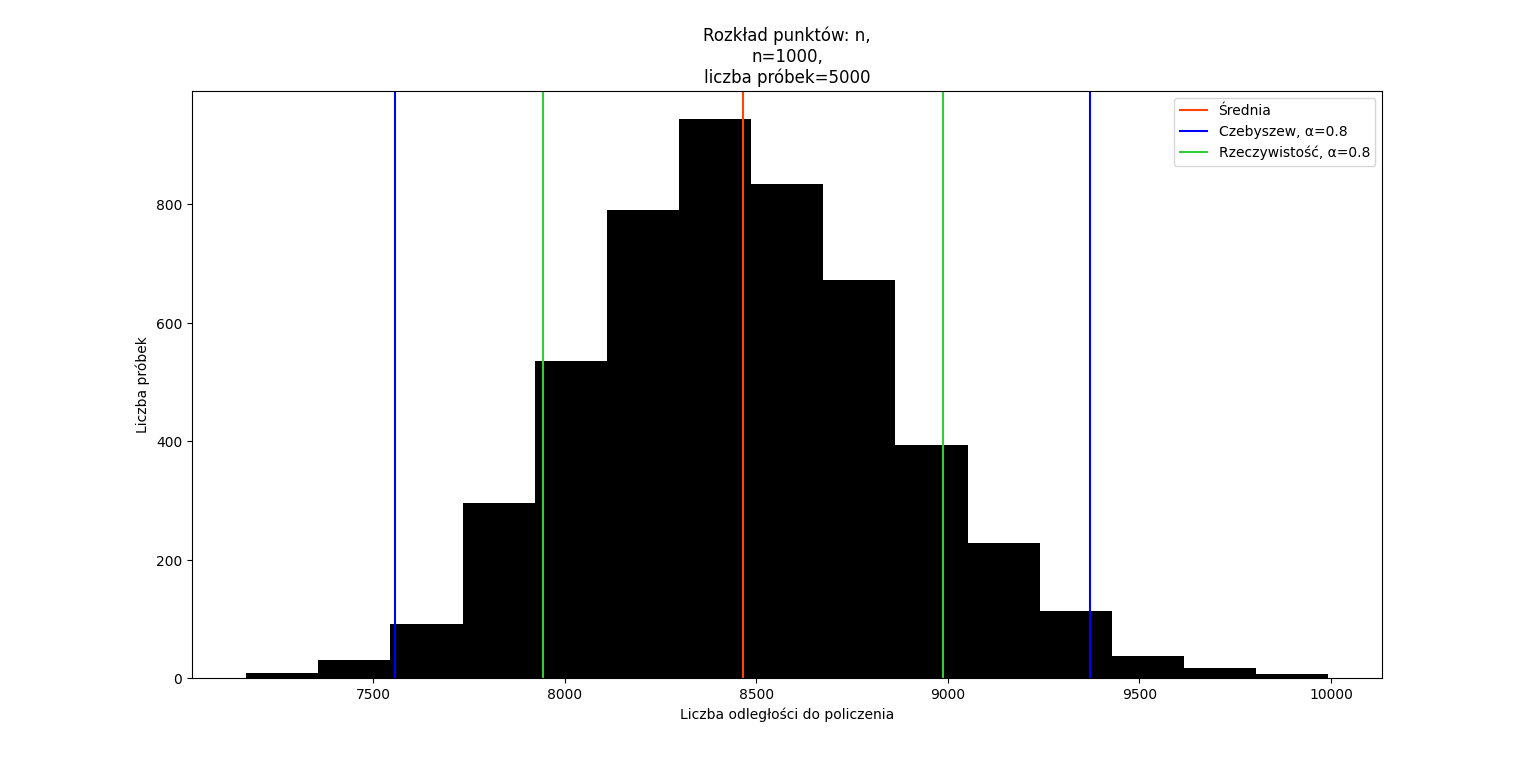 Rozkład punktów: n,
n=1000,
liczba próbek=5000
Średnia
Czebyszew, α=0.8
Rzeczywistość, α=0.8
800
600
400
200
0
Liczba próbek
7500 8000 8500 9000 9500 10000
Liczba odległości do policzenia